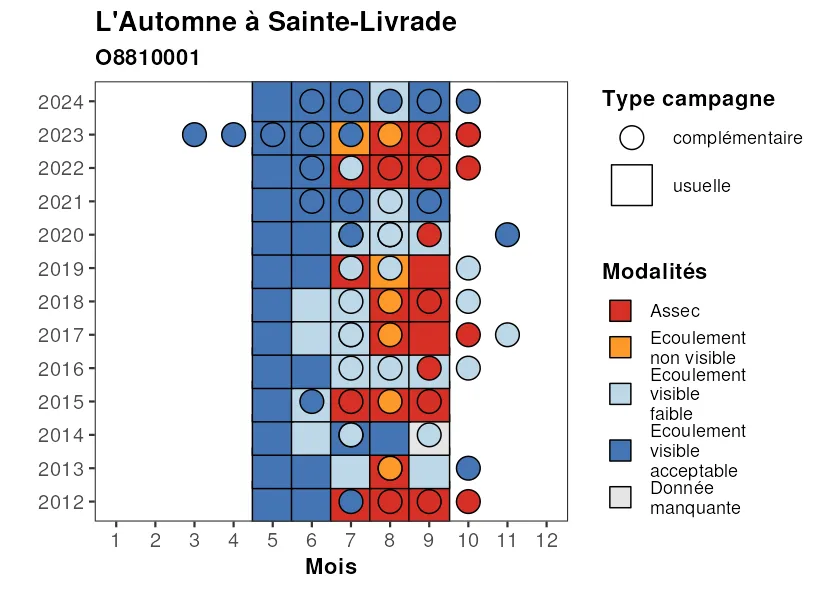 L'Automne à Sainte-Livrade
O8810001
2024
2023
2022
2021
2020
2019
2018
2017
2016
2015
2014
2013
2012
1 2 3 4 5 6 7 8 9 10 11 12
Mois
Type campagne
complémentaire
usuelle
Modalités
Assec
Ecoulement
non visible
Ecoulement
visible
faible
Ecoulement
visible
acceptable
Donnée
manquante